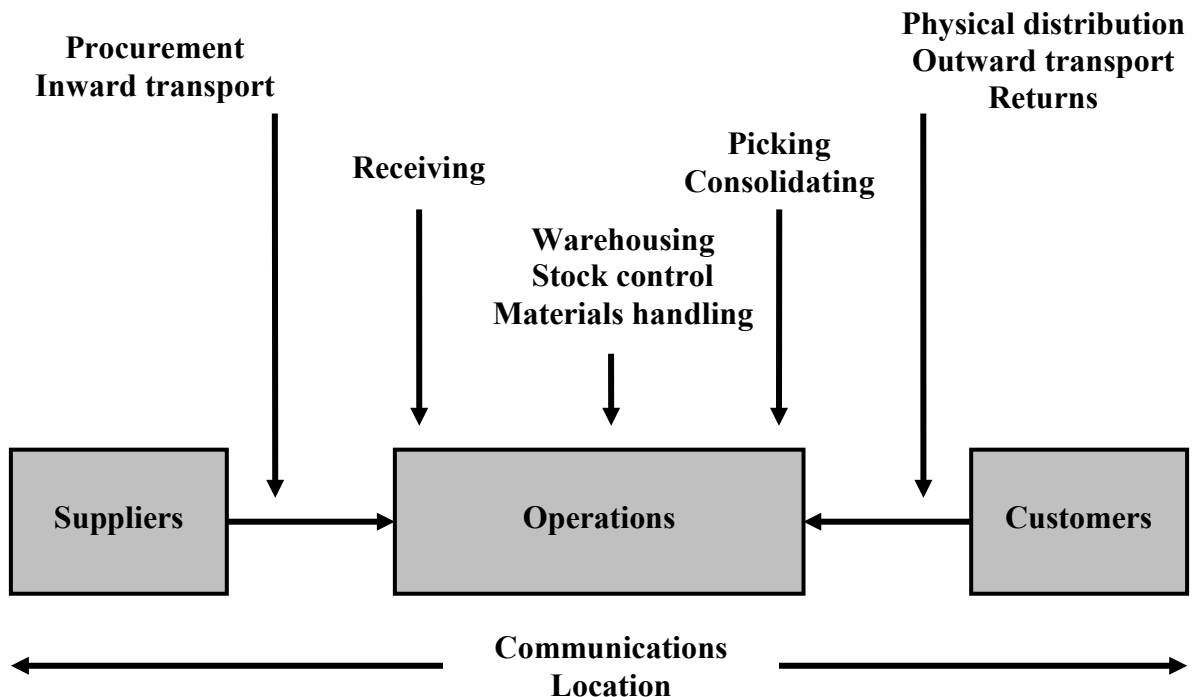 Procurement
Inward transport
Physical distribution
Outward transport
Returns
Receiving
Picking
Consolidating
Warehousing
Stock control
Materials handling
Suppliers
Operations
Customers
Communications
Location